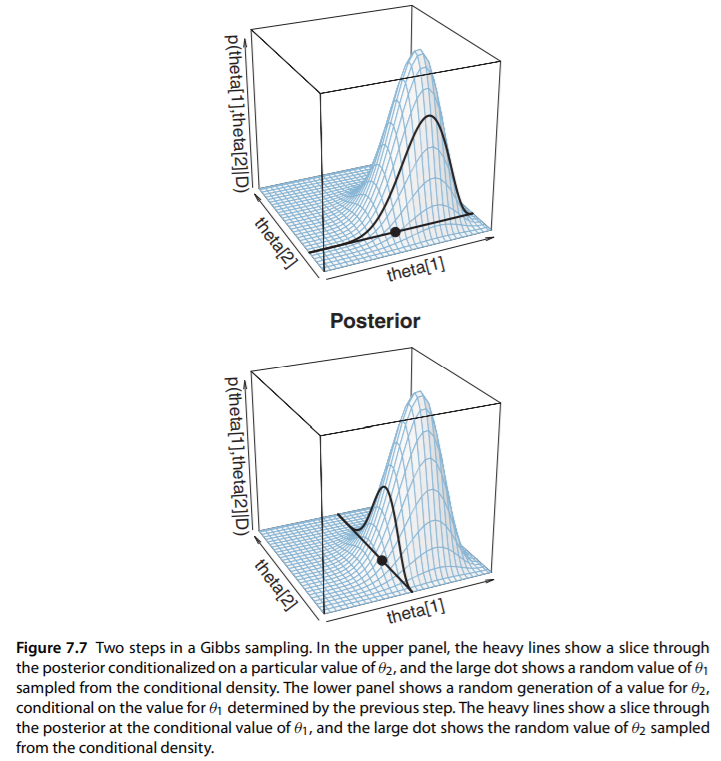 p(theta[1],theta[2]|D)
theta[2]
theta[1]
Posterior
p(theta[1],theta[2]|D)
theta[2]
theta[1]
Figure 7.7 Two steps in a Gibbs sampling. In the upper panel, the heavy lines show a slice through
the posterior conditionalized on a particular value of θ₂, and the large dot shows a random value of θ₁
sampled from the conditional density. The lower panel shows a random generation of a value for θ₂,
conditional on the value for θ₁ determined by the previous step. The heavy lines show a slice through
the posterior at the conditional value of θ₁, and the large dot shows the random value of θ₂ sampled
from the conditional density.